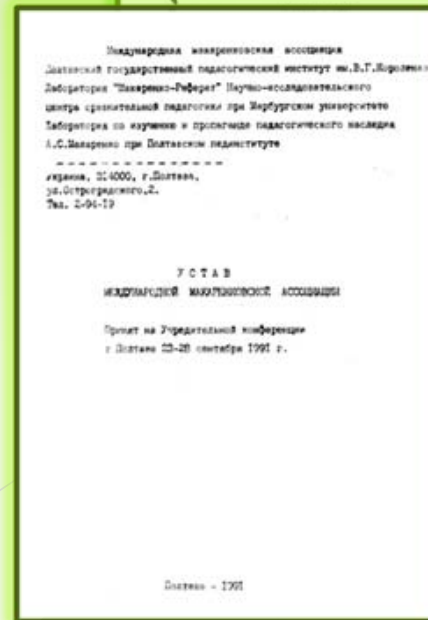 Международная макаренковская ассоциация
Полтавский государственный педагогический институт им.В.Г.Короленко
Лаборатория "Макаренко-Реферат" Научно-исследовательского
центра сравнительной педагогики при Марбургском университете
Лаборатория по изучению и пропаганде педагогического наследия
А.С.Макаренко при Полтавском пединституте
Украина, 314000, г.Полтава,
ул.Остроградского,2.
Тел. 2-94-19
УСТАВ
МЕЖДУНАРОДНОЙ МАКАРЕНКОВСКОЙ АССОЦИАЦИИ
Принят на Учредительной конференции
г Полтаве 23-28 сентября 1991 г.
Полтава - 1991